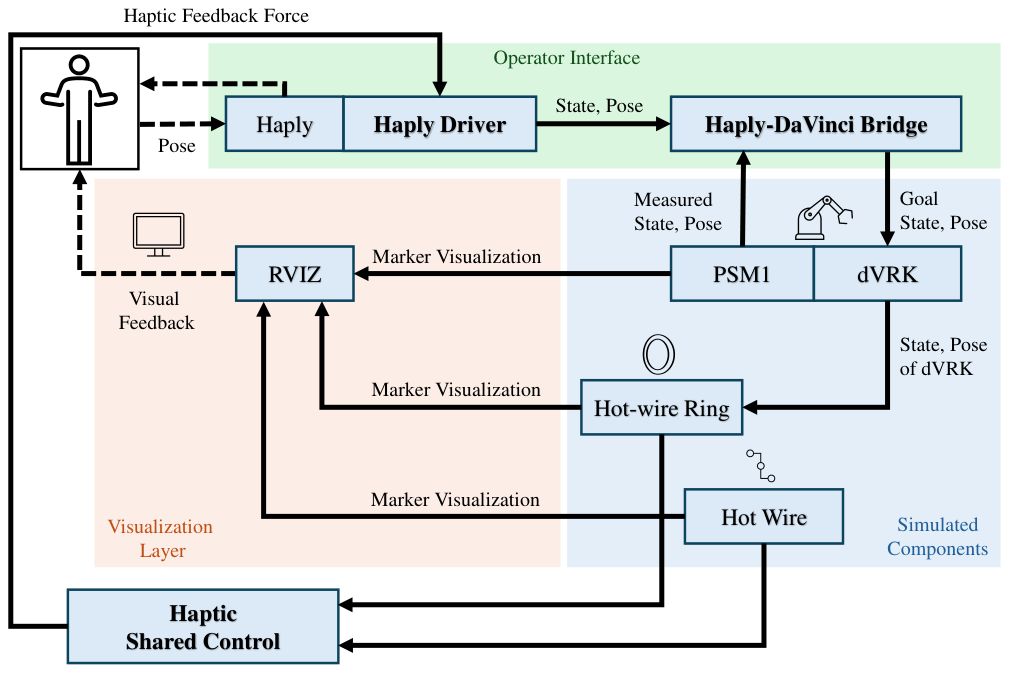 Haptic Feedback Force
Operator Interface
Haply
Haply Driver
State, Pose
Haply-DaVinci Bridge
Pose
Measured
State, Pose
Goal
State, Pose
RVIZ
Marker Visualization
PSM1
dVRK
Visual
Feedback
State, Pose
of dVRK
Marker Visualization
Hot-wire Ring
Marker Visualization
Hot Wire
Visualization
Layer
Simulated
Components
Haptic
Shared Control